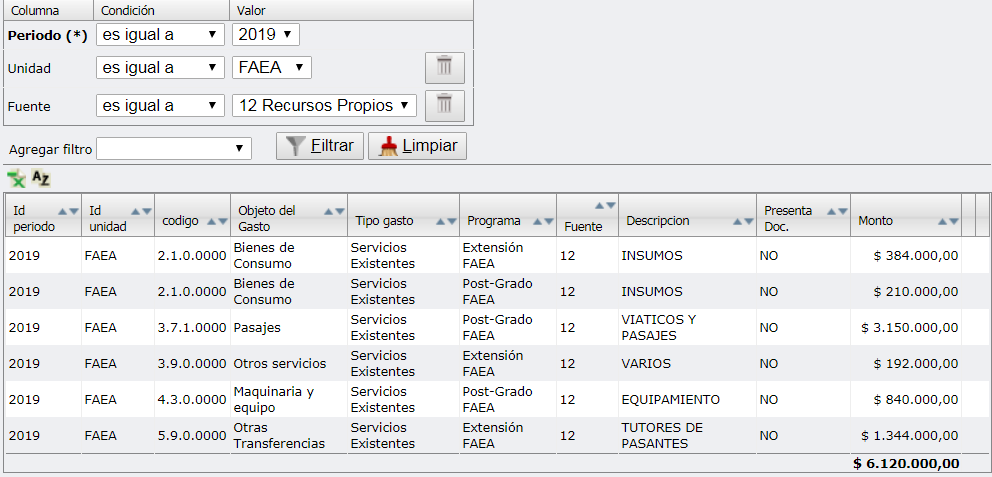 Columna Condición Valor
Periodo (*) es igual a 2019
Unidad es igual a FAEA
Fuente es igual a 12 Recursos Propios
Agregar filtro Filtrar Limpiar
AZ
Id periodo Id unidad codigo Objeto del Gasto Tipo gasto Programa Fuente Descripcion Presenta Doc. Monto
2019 FAEA 2.1.0.0000 Bienes de Consumo Servicios Existentes Extensión FAEA 12 INSUMOS NO $ 384.000,00
2019 FAEA 2.1.0.0000 Bienes de Consumo Servicios Existentes Post-Grado FAEA 12 INSUMOS NO $ 210.000,00
2019 FAEA 3.7.1.0000 Pasajes Servicios Existentes Post-Grado FAEA 12 VIATICOS Y PASAJES NO $ 3.150.000,00
2019 FAEA 3.9.0.0000 Otros servicios Servicios Existentes Extensión FAEA 12 VARIOS NO $ 192.000,00
2019 FAEA 4.3.0.0000 Maquinaria y equipo Servicios Existentes Post-Grado FAEA 12 EQUIPAMIENTO NO $ 840.000,00
2019 FAEA 5.9.0.0000 Otras Transferencias Servicios Existentes Extensión FAEA 12 TUTORES DE PASANTES NO $ 1.344.000,00
$ 6.120.000,00